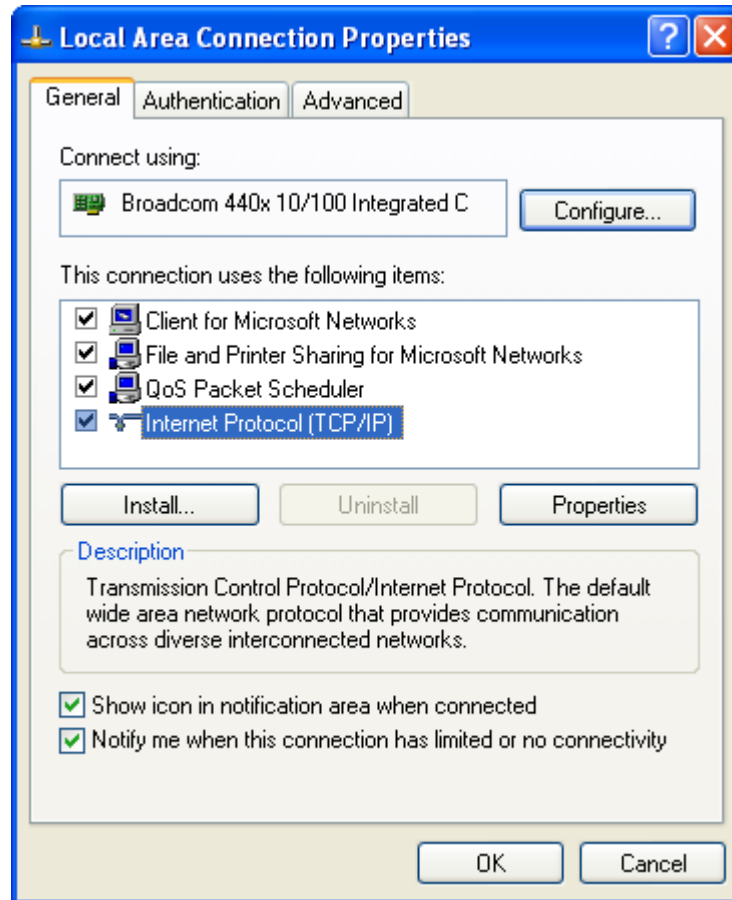 Local Area Connection Properties
General Authentication Advanced
Connect using:
Broadcom 440x 10/100 Integrated C
Configure...
This connection uses the following items:
Client for Microsoft Networks
File and Printer Sharing for Microsoft Networks
QoS Packet Scheduler
Internet Protocol (TCP/IP)
Install... Uninstall Properties
Description
Transmission Control Protocol/Internet Protocol. The default
wide area network protocol that provides communication
across diverse interconnected networks.
Show icon in notification area when connected
Notify me when this connection has limited or no connectivity
OK Cancel